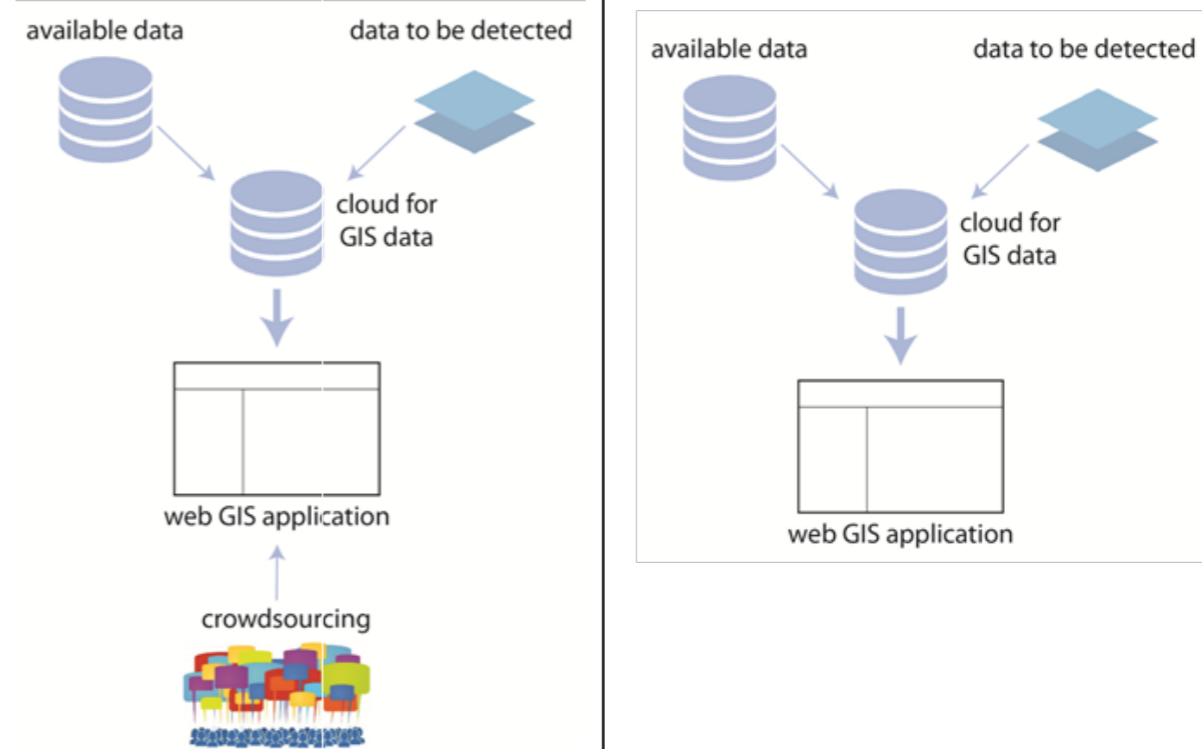 available data
data to be detected
cloud for
GIS data
web GIS application
crowdsourcing
available data
data to be detected
cloud for
GIS data
web GIS application